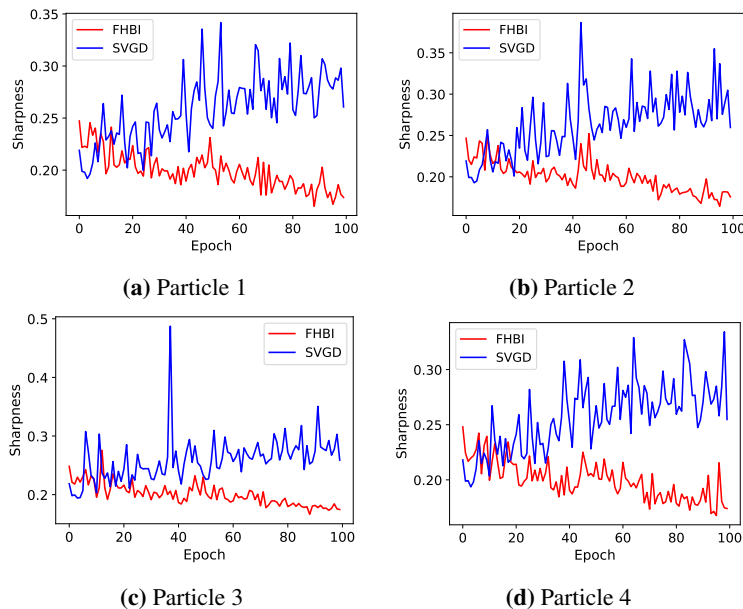 0.35
0.30
0.25
0.20
Sharpness
FHBI
SVGD
0 20 40 60 80 100
Epoch
(a) Particle 1
0.35
0.30
0.25
0.20
Sharpness
FHBI
SVGD
0 20 40 60 80 100
Epoch
(b) Particle 2
0.5
0.4
0.3
0.2
Sharpness
FHBI
SVGD
0 20 40 60 80 100
Epoch
(c) Particle 3
0.30
0.25
0.20
Sharpness
FHBI
SVGD
0 20 40 60 80 100
Epoch
(d) Particle 4